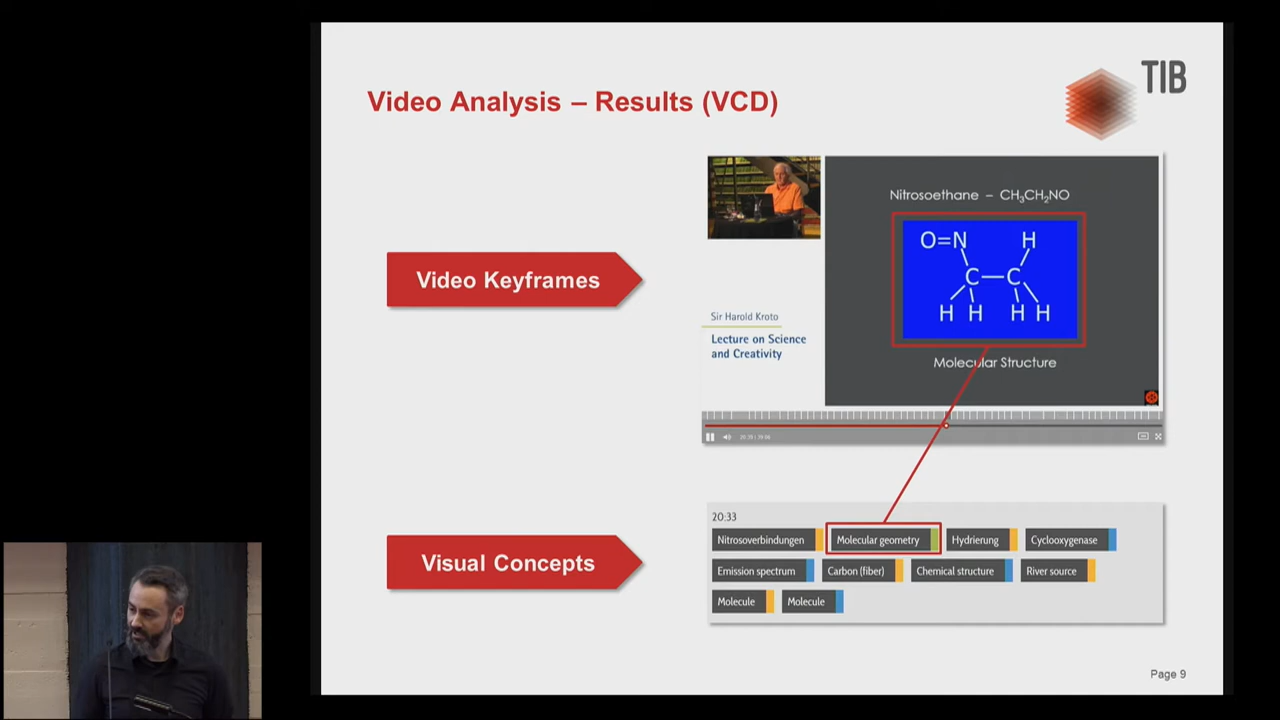 Video Analysis – Results (VCD)
TIB
Video Keyframes
Nitrosoethane – CH₃CH₂NO
O=N H
C–C
H H H H
Molecular Structure
Sir Harold Kroto
Lecture on Science
and Creativity
Visual Concepts
20:33
Nitrosoverbindungen Molecular geometry Hydrierung Cyclooxygenase
Emission spectrum Carbon (fiber) Chemical structure River source
Molecule Molecule
Page 9